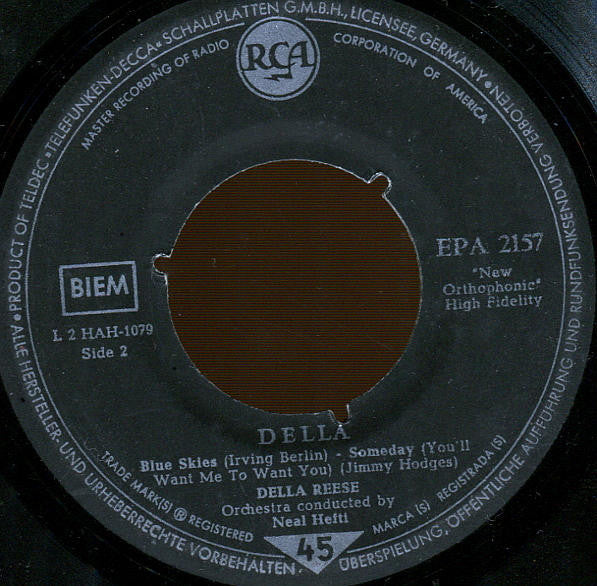 ALLE HERSTELLER- UND URHEBERRECHTE VORBEHALTEN. ÜBERSPIELUNG, ÖFFENTLICHE AUFFÜHRUNG UND RUNDFUNKSENDUNG VERBOTEN
• PRODUCT OF TELDEC • TELEFUNKEN-DECCA • SCHALLPLATTEN G.M.B.H., LICENSEE, GERMANY •
MASTER RECORDING OF RADIO CORPORATION OF AMERICA
RCA
EPA 2157
"New
Orthophonic"
High Fidelity
BIEM
L 2 HAH-1079
Side 2
DELLA
Blue Skies (Irving Berlin) - Someday (You'll
Want Me To Want You) (Jimmy Hodges)
DELLA REESE
Orchestra conducted by
Neal Hefti
TRADE MARK(S) ® REGISTERED
MARCA(S) REGISTRADA(S)
45